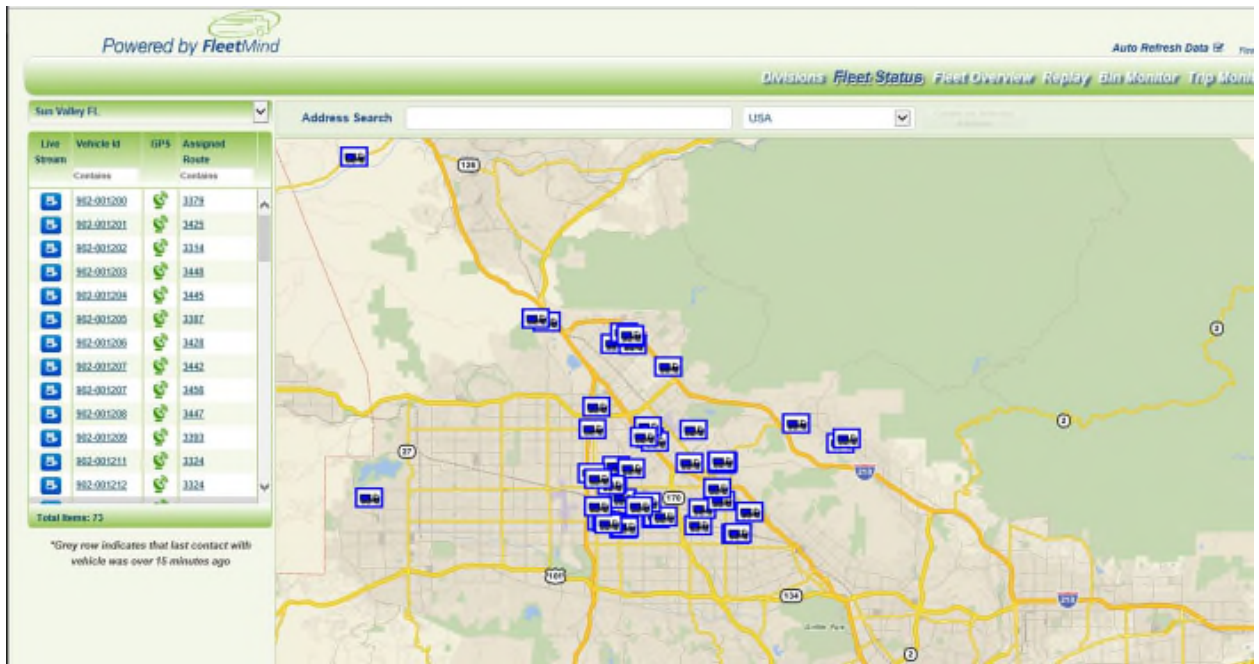 Powered by FleetMind
Auto Refresh Data
Divisions Fleet Status Fleet Overview Replay Bin Monitor Trip
Sun Valley FL
Address Search
USA
Live Stream Vehicle Id GPS Assigned Route
Contains Contains
902-001200 3379
902-001201 3425
902-001202 3314
902-001203 3448
902-001204 3445
902-001205 3387
902-001206 3428
902-001207 3442
902-001207 3456
902-001208 3447
902-001209 3393
902-001211 3324
902-001212 3324
Total Items: 73
*Grey row indicates that last contact with
vehicle was over 15 minutes ago
126
2
2
27
210
170
134
210
2